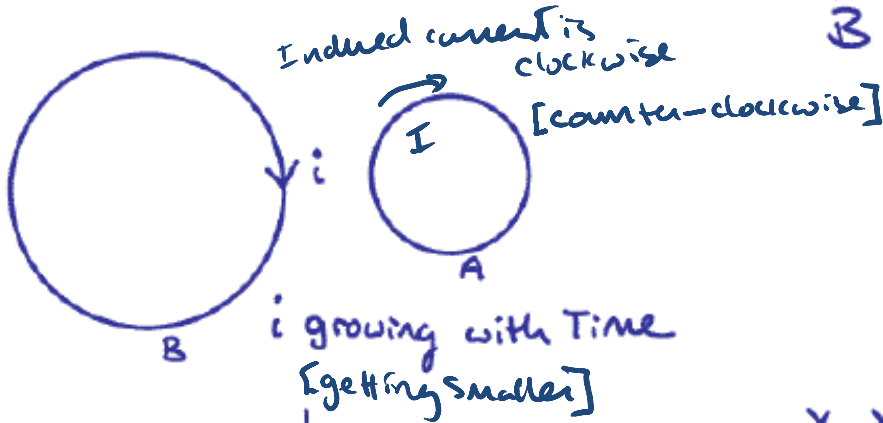 Induced current is
clockwise
B
[counter-clockwise]
I
i
A
B
i growing with Time
[getting smaller]